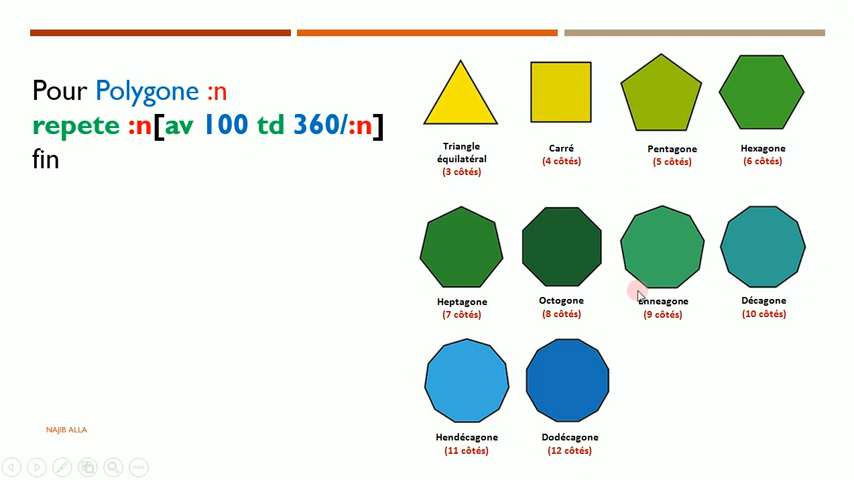 Pour Polygone :n
repete :n[av 100 td 360/:n]
fin
Triangle
équilatéral
(3 côtés)
Carré
(4 côtés)
Pentagone
(5 côtés)
Hexagone
(6 côtés)
Heptagone
(7 côtés)
Octogone
(8 côtés)
Enneagone
(9 côtés)
Décagone
(10 côtés)
Hendécagone
(11 côtés)
Dodécagone
(12 côtés)
NAJIB ALLA